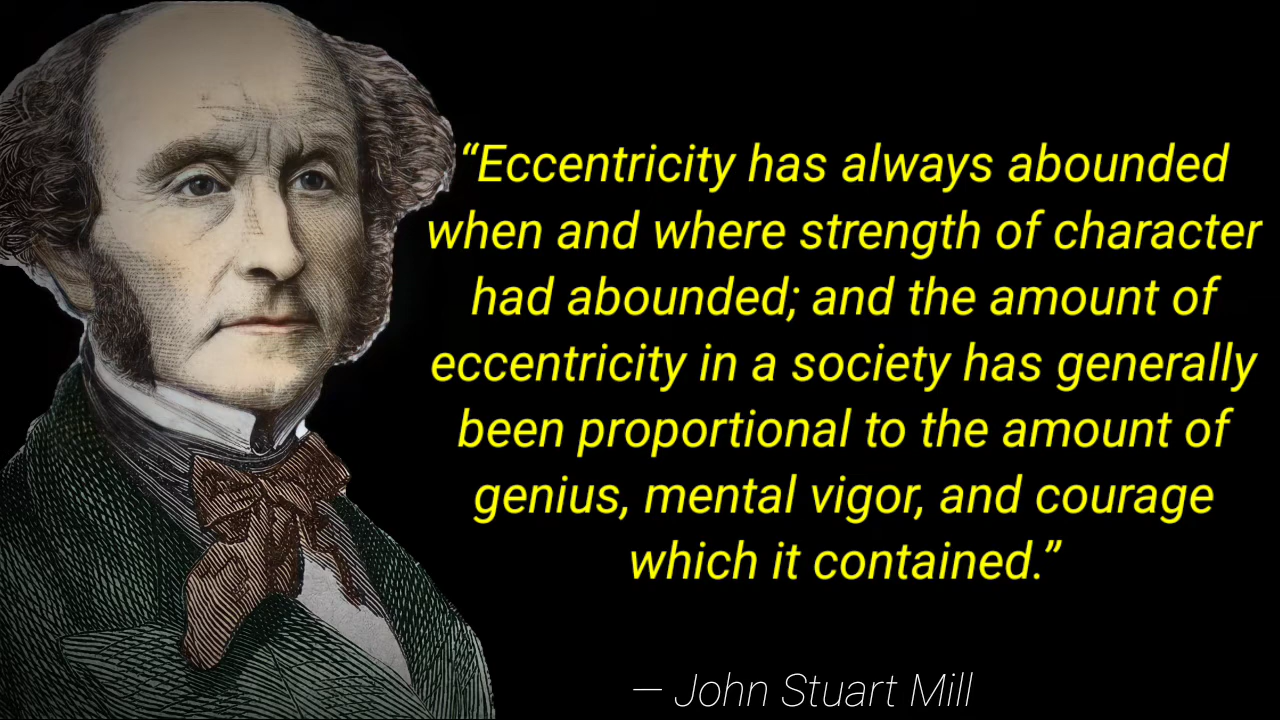 “Eccentricity has always abounded
when and where strength of character
had abounded; and the amount of
eccentricity in a society has generally
been proportional to the amount of
genius, mental vigor, and courage
which it contained.”
— John Stuart Mill